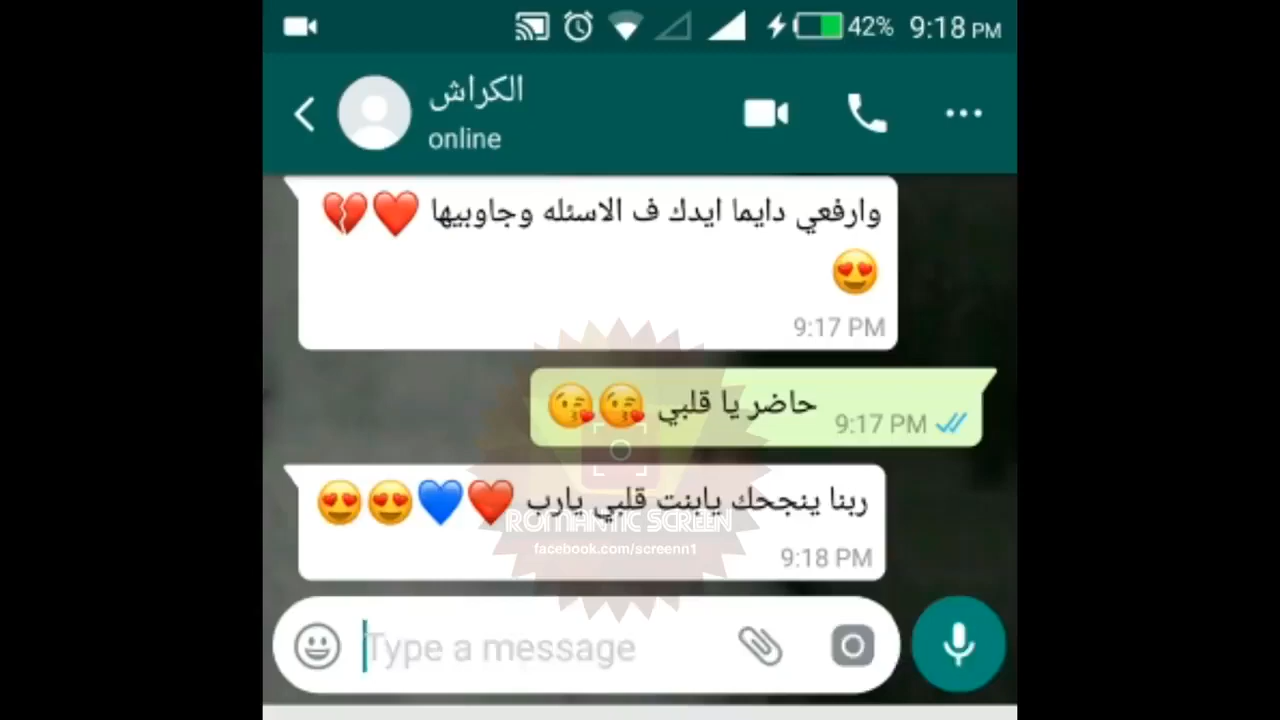 42% 9:18 PM
الكراش
online
وارفعي دايما ايدك ف الاسئله وجاوبيها ❤️💔
😍
9:17 PM
حاضر يا قلبي 😘😘
9:17 PM
ربنا ينجحك يابنت قلبي يارب ❤️💙😍😍
ROMANTIC SCREEN
facebook.com/screenn1
9:18 PM
Type a message